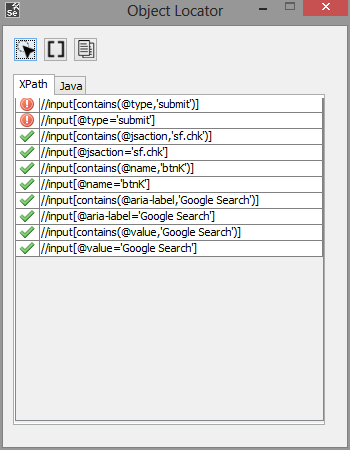 Se
Object Locator
XPath
Java
//input[contains(@type,'submit')]
//input[@type='submit']
//input[contains(@jsaction,'sf.chk')]
//input[@jsaction='sf.chk']
//input[contains(@name,'btnK')]
//input[@name='btnK']
//input[contains(@aria-label,'Google Search')]
//input[@aria-label='Google Search']
//input[contains(@value,'Google Search')]
//input[@value='Google Search']